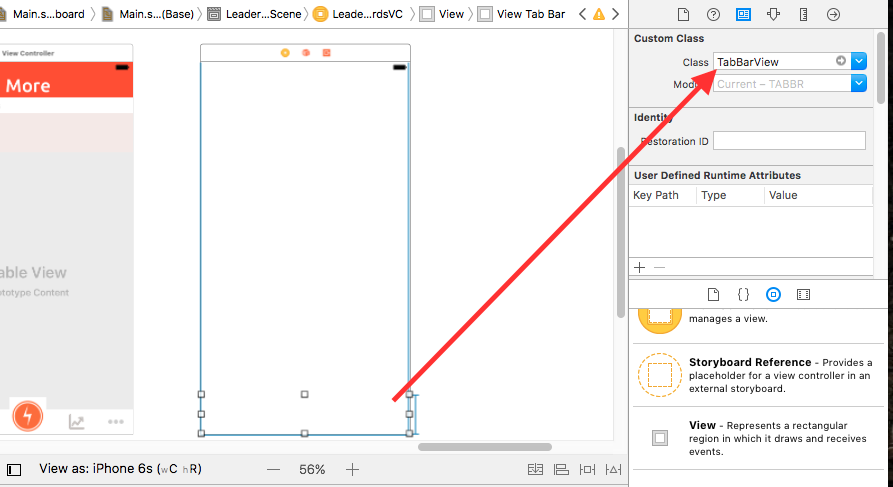 Main.s...board
Main.s...(Base)
Leader...Scene
Leade...rdsVC
View
View Tab Bar
View Controller
More
able View
ototype Content
View as: iPhone 6s (wC hR)
56%
Custom Class
Class
TabBarView
Modu
Current – TABBR
Identity
Restoration ID
User Defined Runtime Attributes
Key Path Type Value
manages a view.
Storyboard Reference - Provides a
placeholder for a view controller in an
external storyboard.
View - Represents a rectangular
region in which it draws and receives
events.